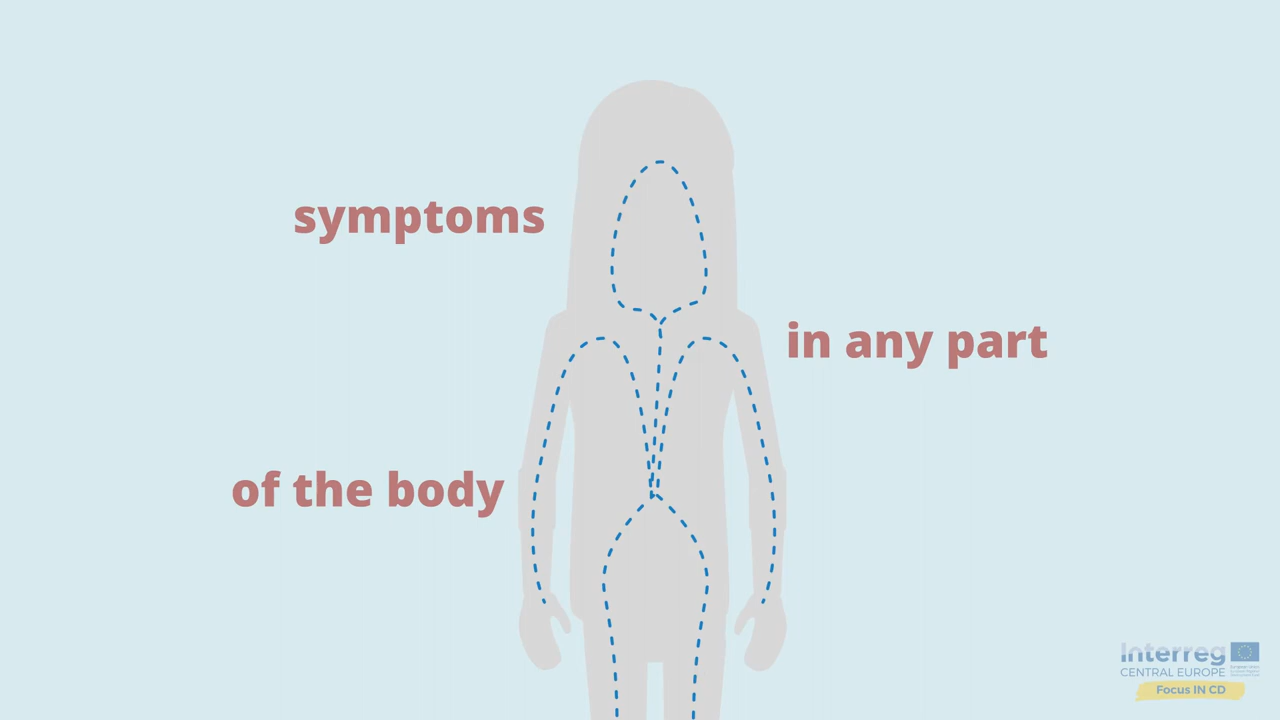 symptoms
in any part
of the body
Interreg
CENTRAL EUROPE
Focus IN CD